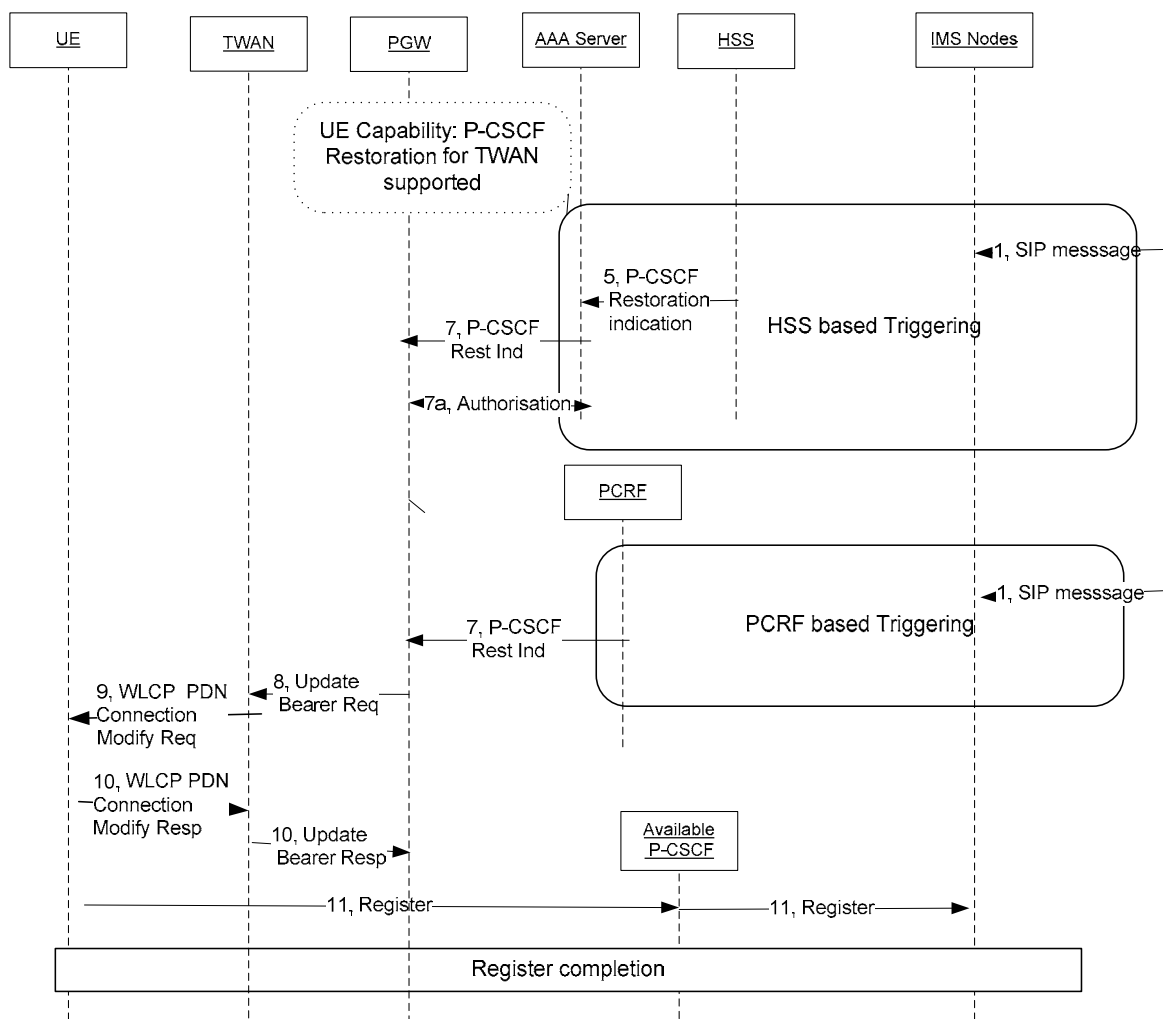 UE
TWAN
PGW
AAA Server
HSS
IMS Nodes
UE Capability: P-CSCF
Restoration for TWAN
supported
1, SIP messsage
5, P-CSCF
Restoration
indication
HSS based Triggering
7, P-CSCF
Rest Ind
7a, Authorisation
PCRF
1, SIP messsage
PCRF based Triggering
7, P-CSCF
Rest Ind
8, Update
Bearer Req
9, WLCP PDN
Connection
Modify Req
10, WLCP PDN
Connection
Modify Resp
10, Update
Bearer Resp
Available
P-CSCF
11, Register
11, Register
Register completion